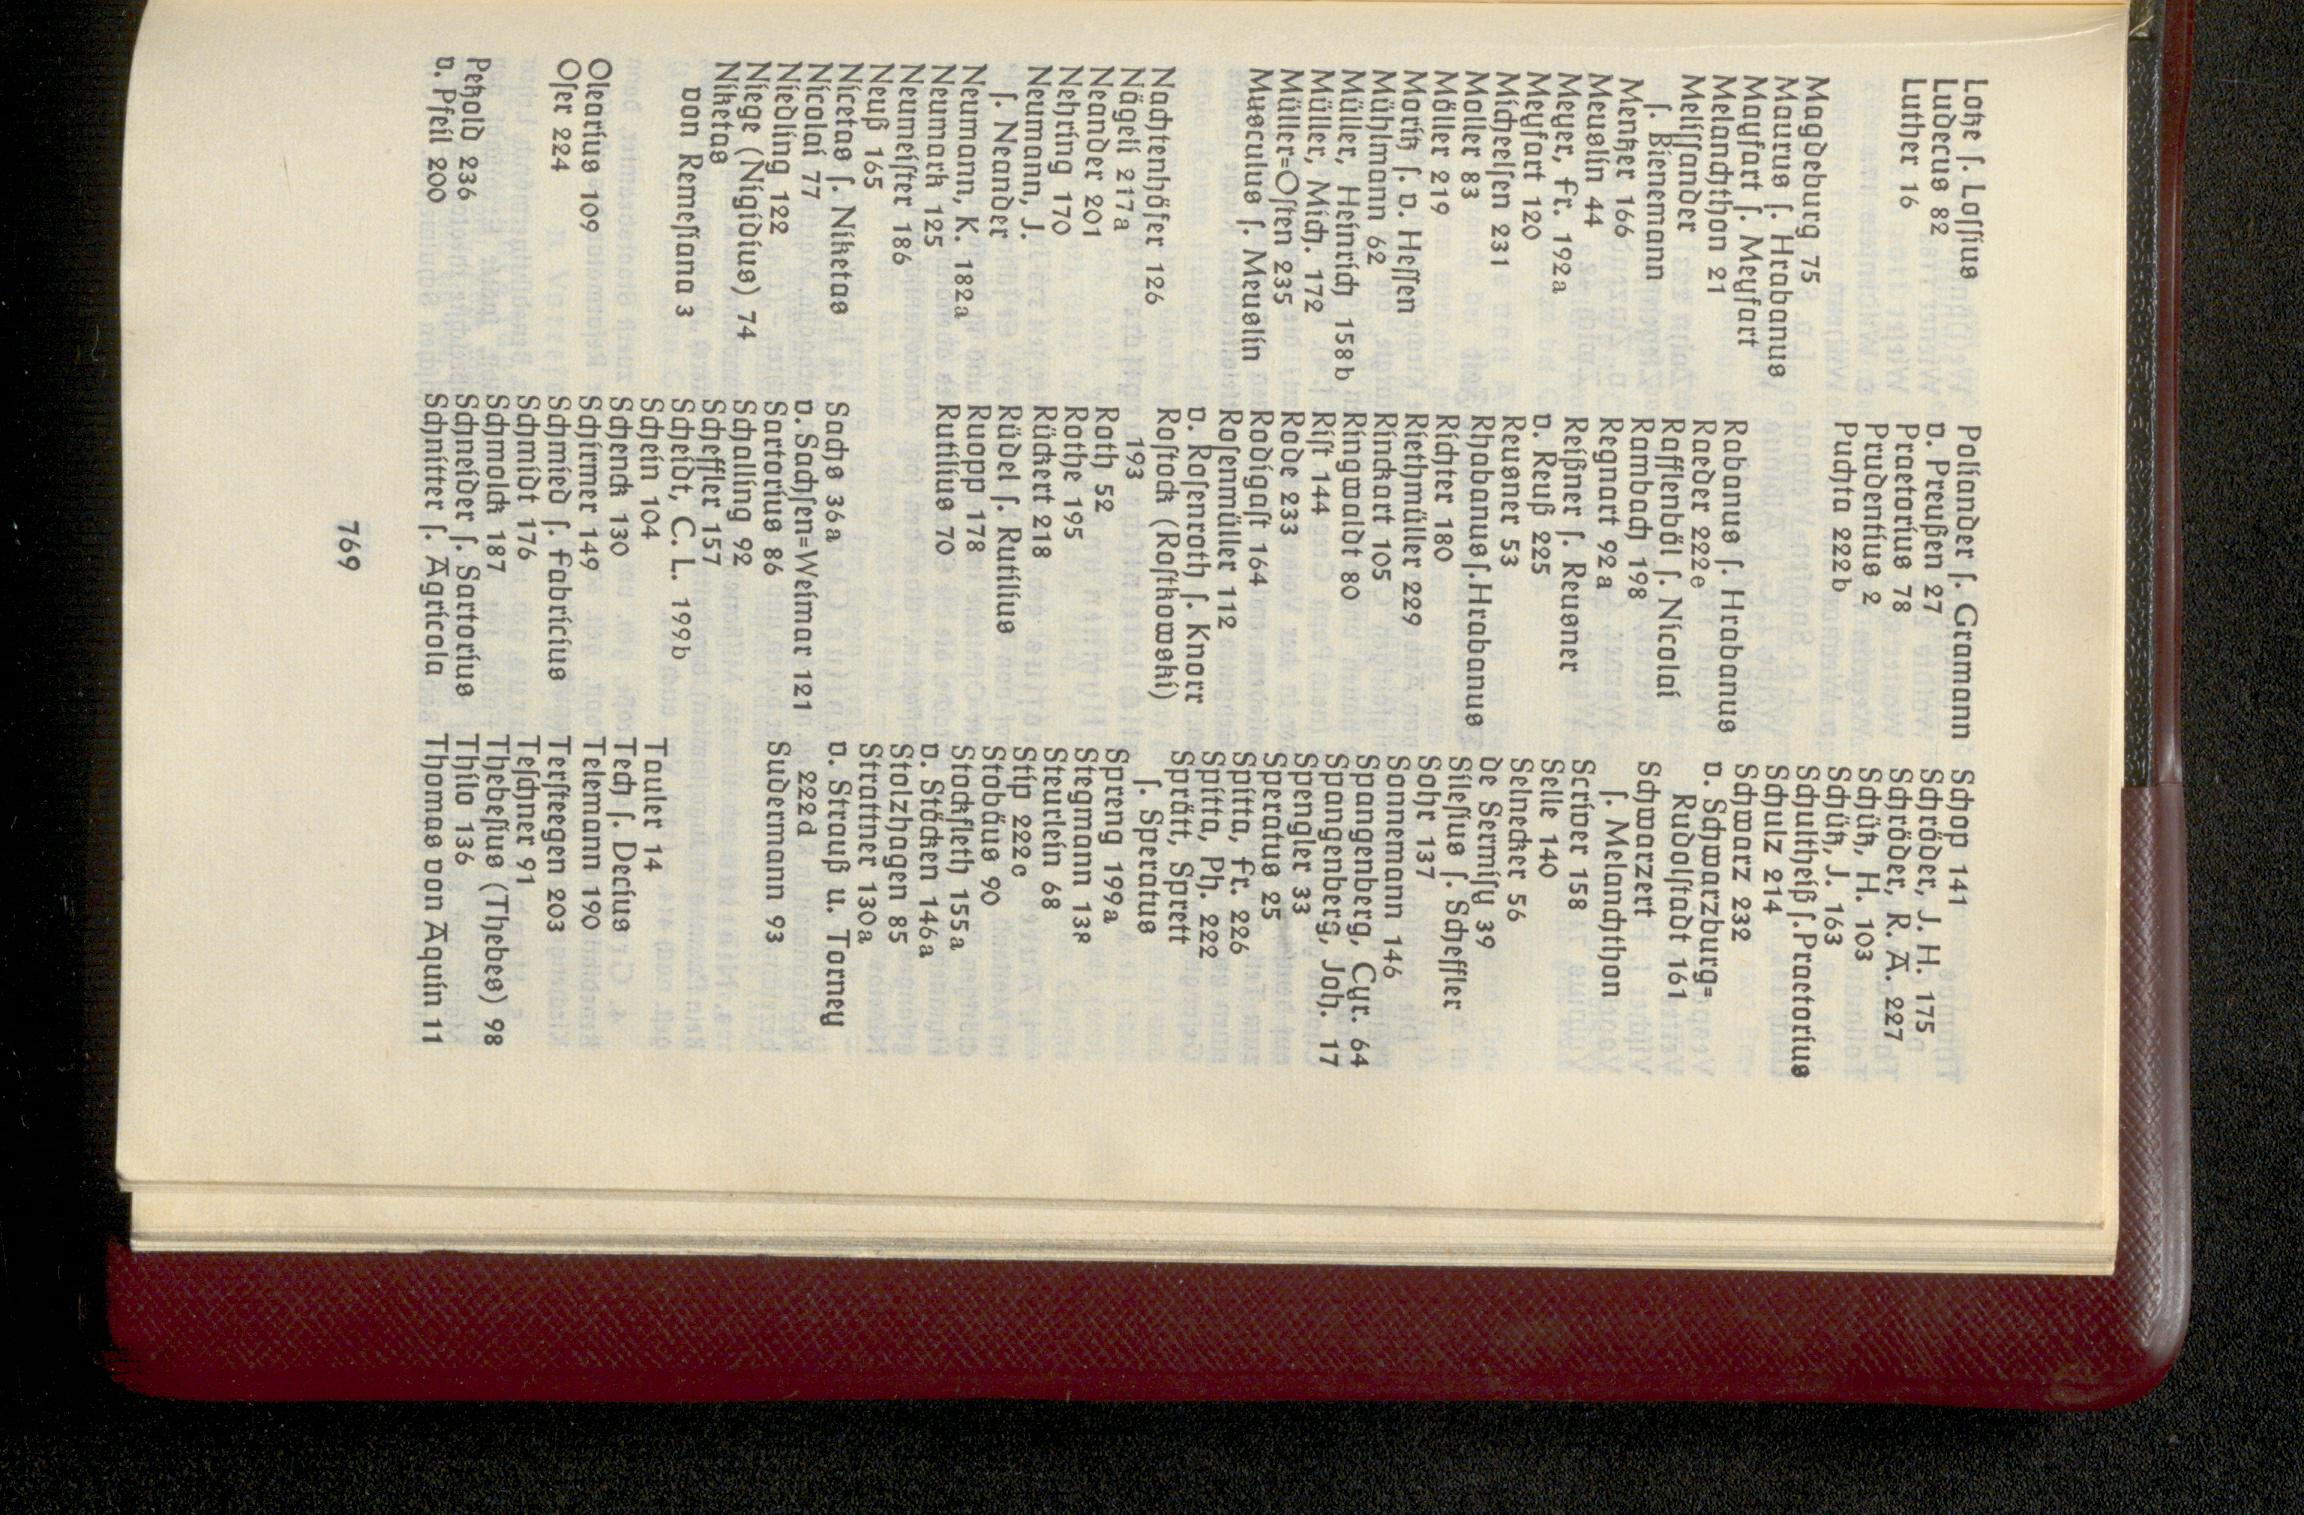 Lotze ſ. Loſſius
Ludecus 82
Luther 16
Magdeburg 75
Maurus ſ. Hrabanus
Mayfart ſ. Meyfart
Melanchthon 21
Meliſſander
ſ. Bienemann
Mentzer 166
Meuslin 44
Meyer, Fr. 192a
Meyfart 120
Micheelſen 231
Moller 83
Möller 219
Moritz ſ. v. Heſſen
Mühlmann 62
Müller, Heinrich 158b
Müller, Mich. 172
Müller=Oſten 235
Musculus ſ. Meuslin
Nachtenhöfer 126
Nägeli 217a
Neander 201
Nehring 170
Neumann, J.
ſ. Neander
Neumann, K. 182a
Neumark 125
Neumeiſter 186
Neuß 165
Nicetas ſ. Niketas
Nicolai 77
Niedling 122
Niege (Nigidius) 74
Niketas
von Remeſiana 3
Olearius 109
Oſer 224
Petzold 236
v. Pfeil 200
Poliander ſ. Gramann
v. Preußen 27
Praetorius 78
Prudentius 2
Puchta 222b
Rabanus ſ. Hrabanus
Raeder 222e
Rafflenböl ſ. Nicolai
Rambach 198
Regnart 92a
Reißner ſ. Reusner
v. Reuß 225
Reusner 53
Rhabanus ſ. Hrabanus
Richter 180
Riethmüller 229
Rinckart 105
Ringwaldt 80
Riſt 144
Rode 233
Rodigaſt 164
Roſenmüller 112
v. Roſenroth ſ. Knorr
Roſtock (Roſtkowski)
193
Roth 52
Rothe 195
Rückert 218
Rüdel ſ. Rutilius
Ruopp 178
Rutilius 70
Sachs 36a
v. Sachſen=Weimar 121
Sartorius 86
Schalling 92
Scheffler 157
Scheidt, C. L. 199b
Schein 104
Schenck 130
Schirmer 149
Schmied ſ. Fabricius
Schmidt 176
Schmolck 187
Schneider ſ. Sartorius
Schnitter ſ. Agricola
Schop 141
Schröder, J. H. 175
Schröder, R. A. 227
Schütz, H. 103
Schütz, J. 163
Schultheiß ſ. Praetorius
Schulz 214
Schwarz 232
v. Schwarzburg=
Rudolſtadt 161
Schwarzert
ſ. Melanchthon
Scriver 158
Selle 140
Selnecker 56
de Sermiſy 39
Sileſius ſ. Scheffler
Sohr 137
Sonnemann 146
Spangenberg, Cyr. 64
Spangenberg, Joh. 17
Spengler 33
Speratus 25
Spitta, Fr. 226
Spitta, Ph. 222
Sprätt, Sprett
ſ. Speratus
Spreng 199a
Stegmann 138
Steurlein 68
Stip 222c
Stobäus 90
Stockfleth 155a
v. Stöcken 146a
Stolzhagen 85
Strattner 130a
v. Strauß u. Torney
222d
Sudermann 93
Tauler 14
Tech ſ. Decius
Telemann 190
Terſteegen 203
Teſchner 91
Thebeſius (Thebes) 98
Thilo 136
Thomas von Aquin 11
769